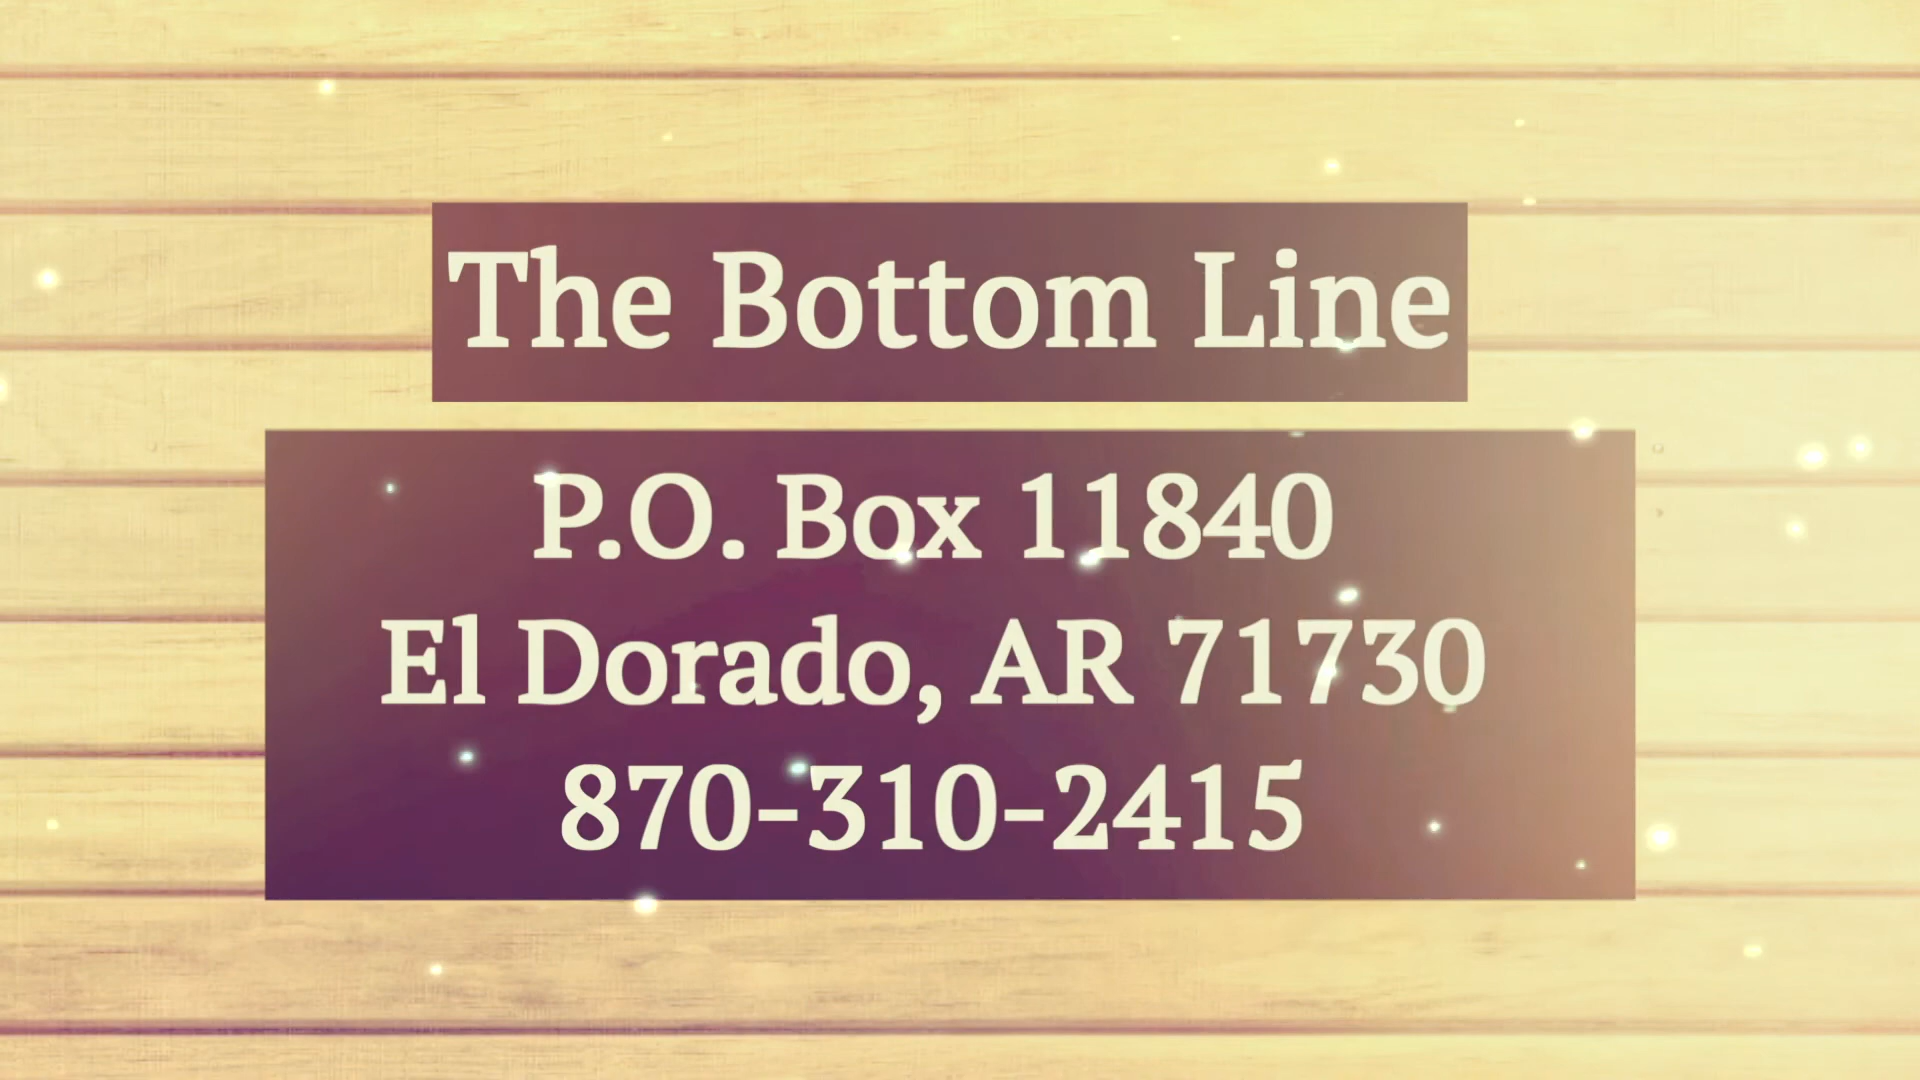 The Bottom Line
P.O. Box 11840
El Dorado, AR 71730
870-310-2415